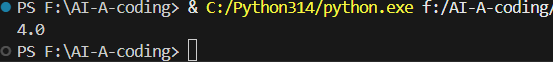 PS F:\AI-A-coding> & C:/Python314/python.exe f:/AI-A-coding/
4.0
PS F:\AI-A-coding>